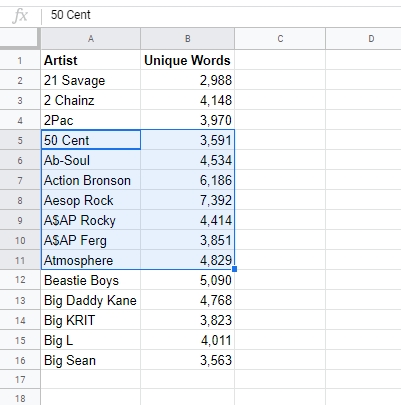 fx 50 Cent
A B C D
1 Artist Unique Words
2 21 Savage 2,988
3 2 Chainz 4,148
4 2Pac 3,970
5 50 Cent 3,591
6 Ab-Soul 4,534
7 Action Bronson 6,186
8 Aesop Rock 7,392
9 A$AP Rocky 4,414
10 A$AP Ferg 3,851
11 Atmosphere 4,829
12 Beastie Boys 5,090
13 Big Daddy Kane 4,768
14 Big KRIT 3,823
15 Big L 4,011
16 Big Sean 3,563
17
18